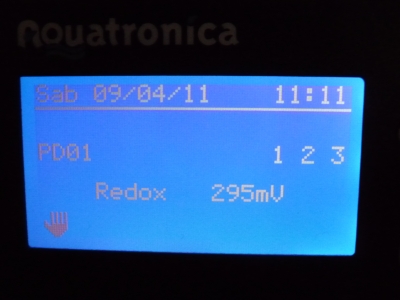 aquatronica
Sab 09/04/11 11:11
PD01 1 2 3
Redox 295mV